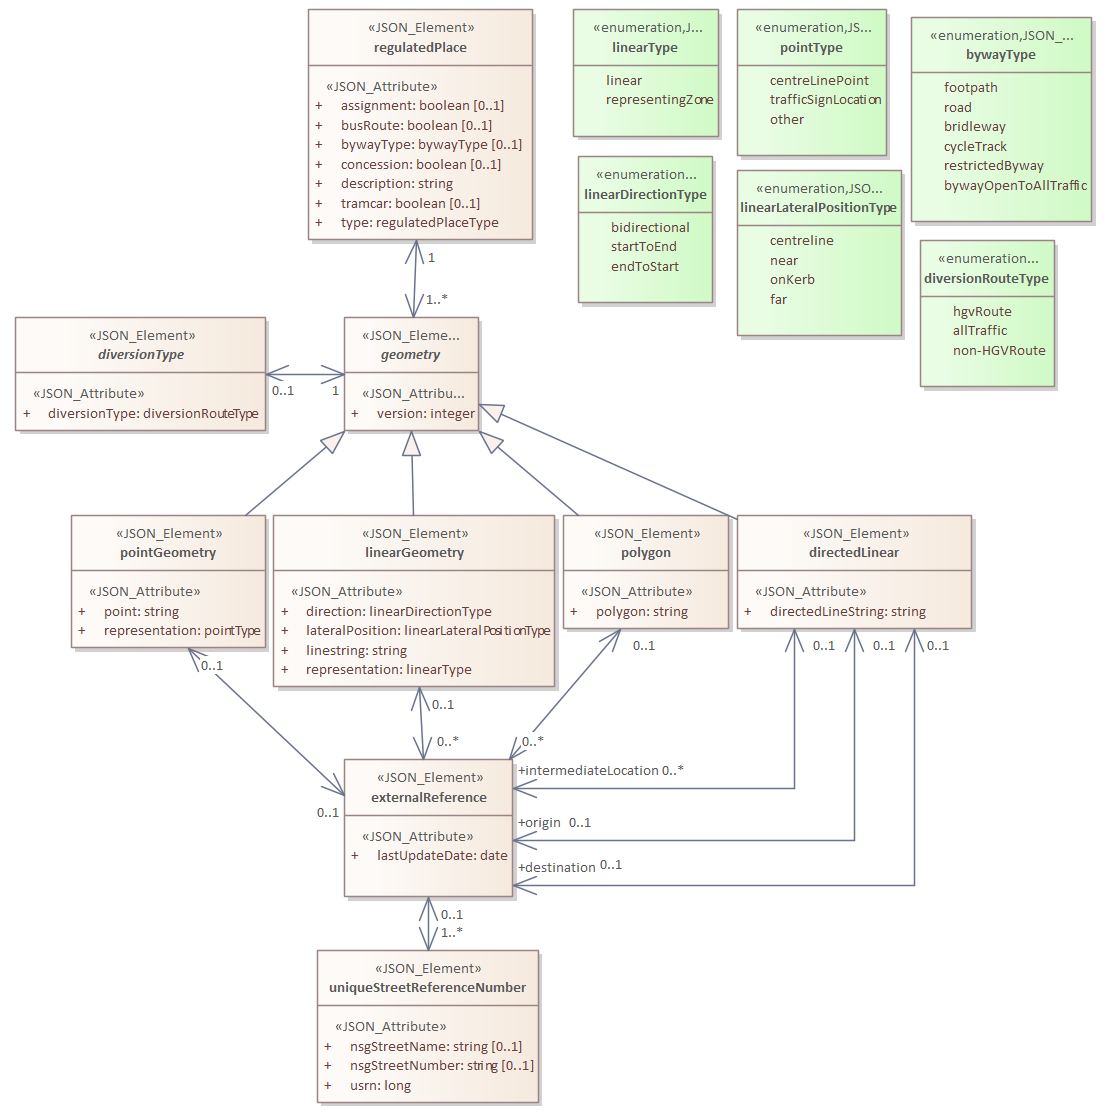 «JSON_Element»
regulatedPlace
«JSON_Attribute»
+ assignment: boolean [0..1]
+ busRoute: boolean [0..1]
+ bywayType: bywayType [0..1]
+ concession: boolean [0..1]
+ description: string
+ tramcar: boolean [0..1]
+ type: regulatedPlaceType
«enumeration,J...
linearType
linear
representingZone
«enumeration,JS...
pointType
centreLinePoint
trafficSignLocation
other
«enumeration,JSON_...
bywayType
footpath
road
bridleway
cycleTrack
restrictedByway
bywayOpenToAllTraffic
«enumeration...
linearDirectionType
bidirectional
startToEnd
endToStart
«enumeration,JSO...
linearLateralPositionType
centreline
near
onKerb
far
«enumeration...
diversionRouteType
hgvRoute
allTraffic
non-HGVRoute
1
1..*
«JSON_Element»
diversionType
«JSON_Attribute»
+ diversionType: diversionRouteType
0..1
1
«JSON_Eleme...
geometry
«JSON_Attribu...
+ version: integer
«JSON_Element»
pointGeometry
«JSON_Attribute»
+ point: string
+ representation: pointType
«JSON_Element»
linearGeometry
«JSON_Attribute»
+ direction: linearDirectionType
+ lateralPosition: linearLateralPositionType
+ linestring: string
+ representation: linearType
«JSON_Element»
polygon
«JSON_Attribute»
+ polygon: string
«JSON_Element»
directedLinear
«JSON_Attribute»
+ directedLineString: string
0..1
0..1
0..1
0..1
0..1
0..1
0..*
0..*
+intermediateLocation 0..*
+origin 0..1
+destination 0..1
0..1
«JSON_Element»
externalReference
«JSON_Attribute»
+ lastUpdateDate: date
0..1
1..*
«JSON_Element»
uniqueStreetReferenceNumber
«JSON_Attribute»
+ nsgStreetName: string [0..1]
+ nsgStreetNumber: string [0..1]
+ usrn: long